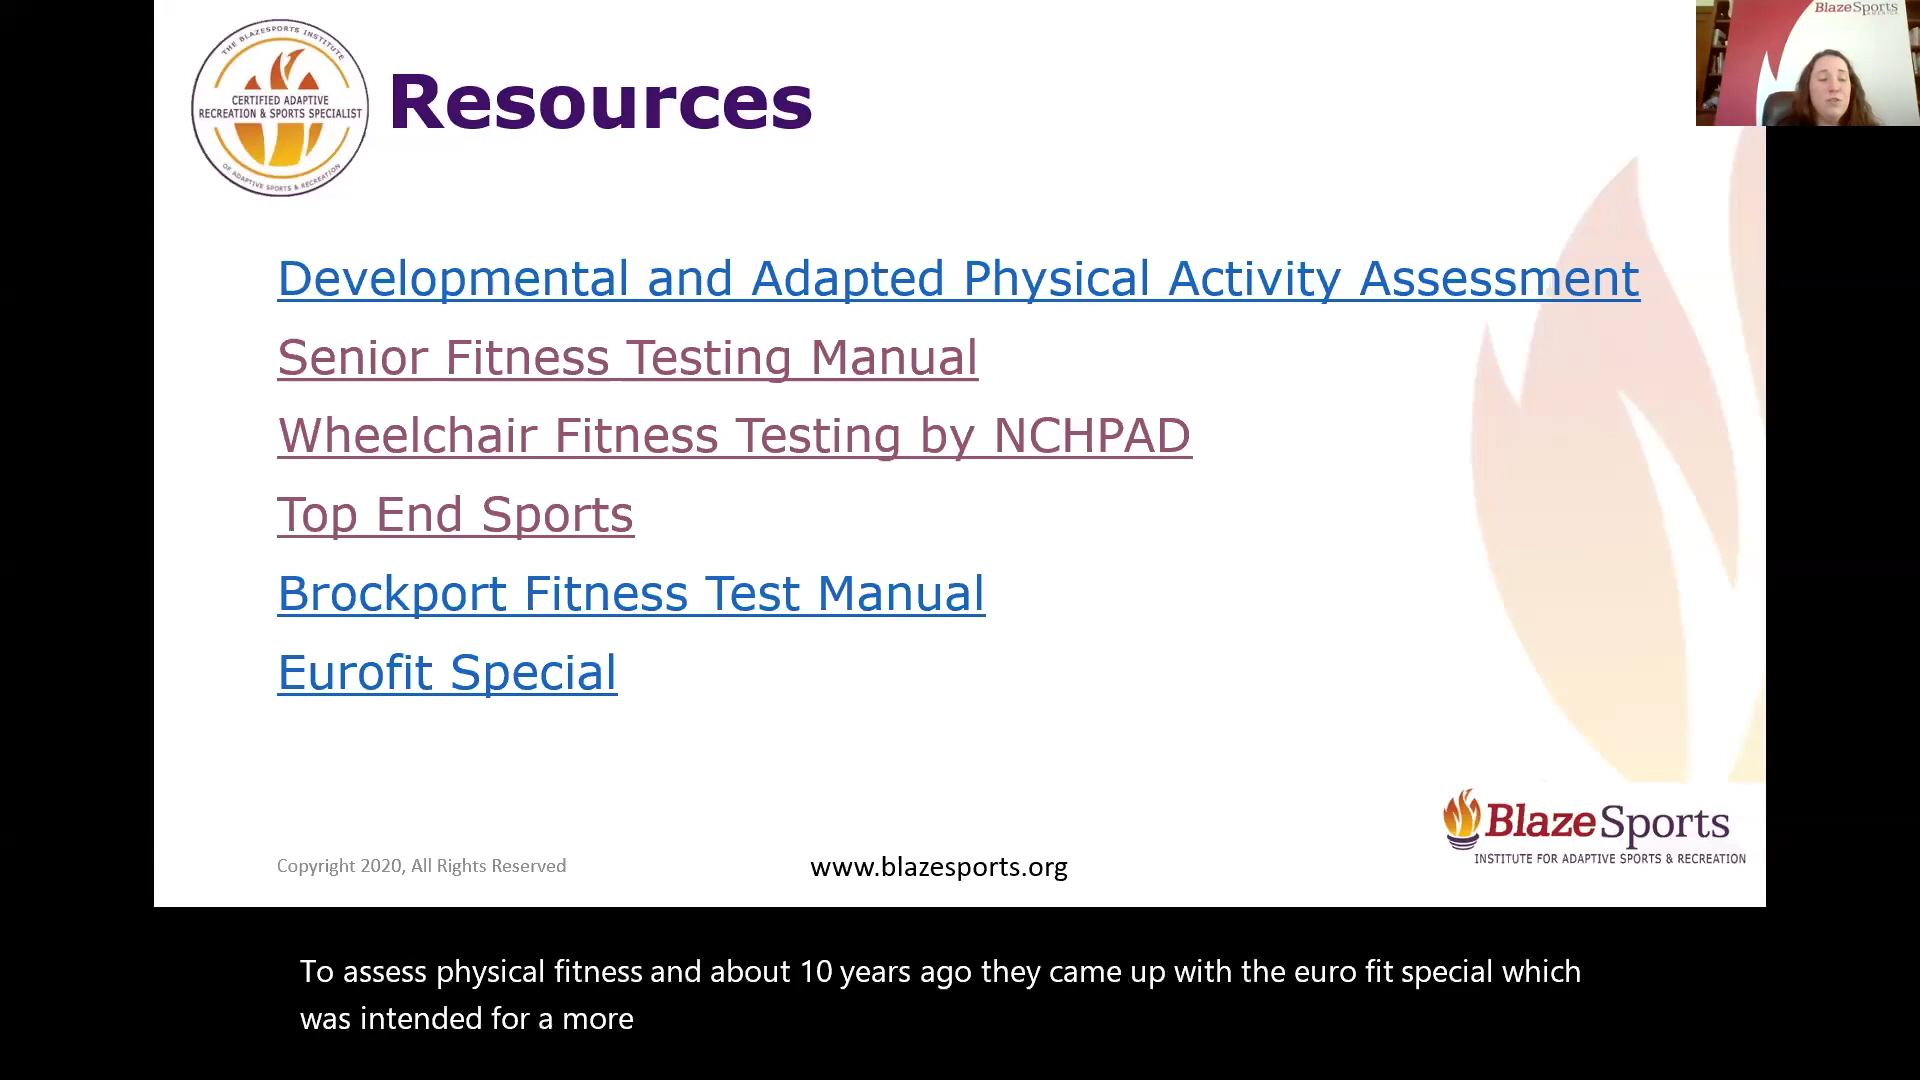 THE BLAZESPORTS INSTITUTE
CERTIFIED ADAPTIVE
RECREATION & SPORTS SPECIALIST
OF ADAPTIVE SPORTS & RECREATION
Resources
BlazeSports
AMERICA
Developmental and Adapted Physical Activity Assessment
Senior Fitness Testing Manual
Wheelchair Fitness Testing by NCHPAD
Top End Sports
Brockport Fitness Test Manual
Eurofit Special
BlazeSports
INSTITUTE FOR ADAPTIVE SPORTS & RECREATION
Copyright 2020, All Rights Reserved
www.blazesports.org
To assess physical fitness and about 10 years ago they came up with the euro fit special which
was intended for a more